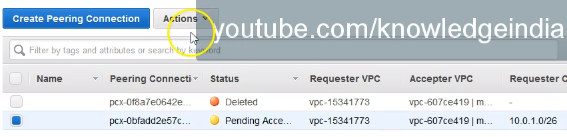 Create Peering Connection Actions
youtube.com/knowledgeindia
Filter by tags and attributes or search by keyword
Name Peering Connecti Status Requester VPC Accepter VPC Requester C
pcx-0f8a7e0642e... Deleted vpc-15341773 vpc-607ce419 | m... -
pcx-0bfadd2e57c... Pending Acce... vpc-15341773 vpc-607ce419 | m... 10.0.1.0/26